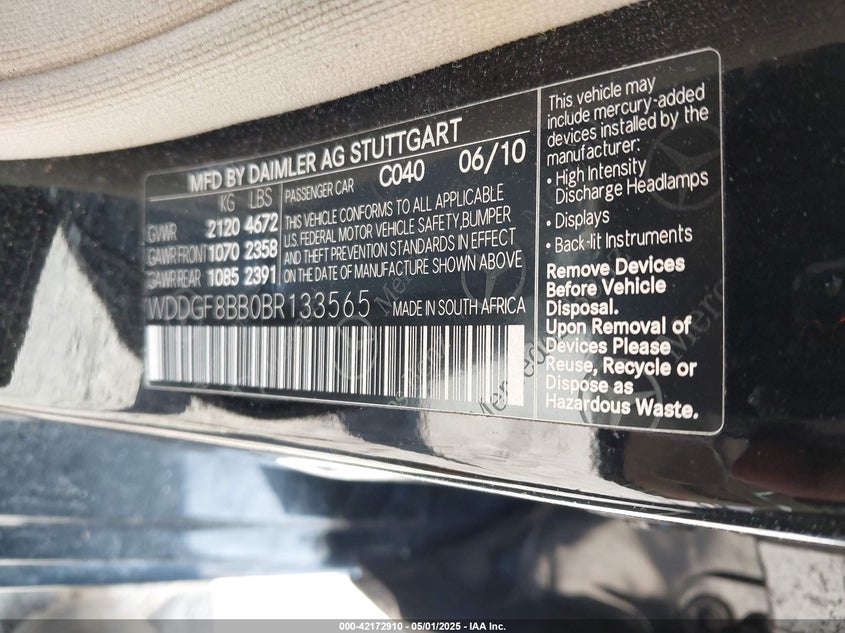 MFD BY DAIMLER AG STUTTGART
KG LBS
GVWR 2120 4672
GAWR FRONT 1070 2358
GAWR REAR 1085 2391
PASSENGER CAR C040 06/10
THIS VEHICLE CONFORMS TO ALL APPLICABLE
U.S. FEDERAL MOTOR VEHICLE SAFETY,BUMPER
AND THEFT PREVENTION STANDARDS IN EFFECT
ON THE DATE OF MANUFACTURE SHOWN ABOVE
WDDGF8BB0BR133565 MADE IN SOUTH AFRICA
This vehicle may
include mercury-added
devices installed by the
manufacturer:
• High Intensity
Discharge Headlamps
• Displays
• Back-lit Instruments
Remove Devices
Before Vehicle
Disposal.
Upon Removal of
Devices Please
Reuse, Recycle or
Dispose as
Hazardous Waste.
000-42172910 - 05/01/2025 - IAA Inc.